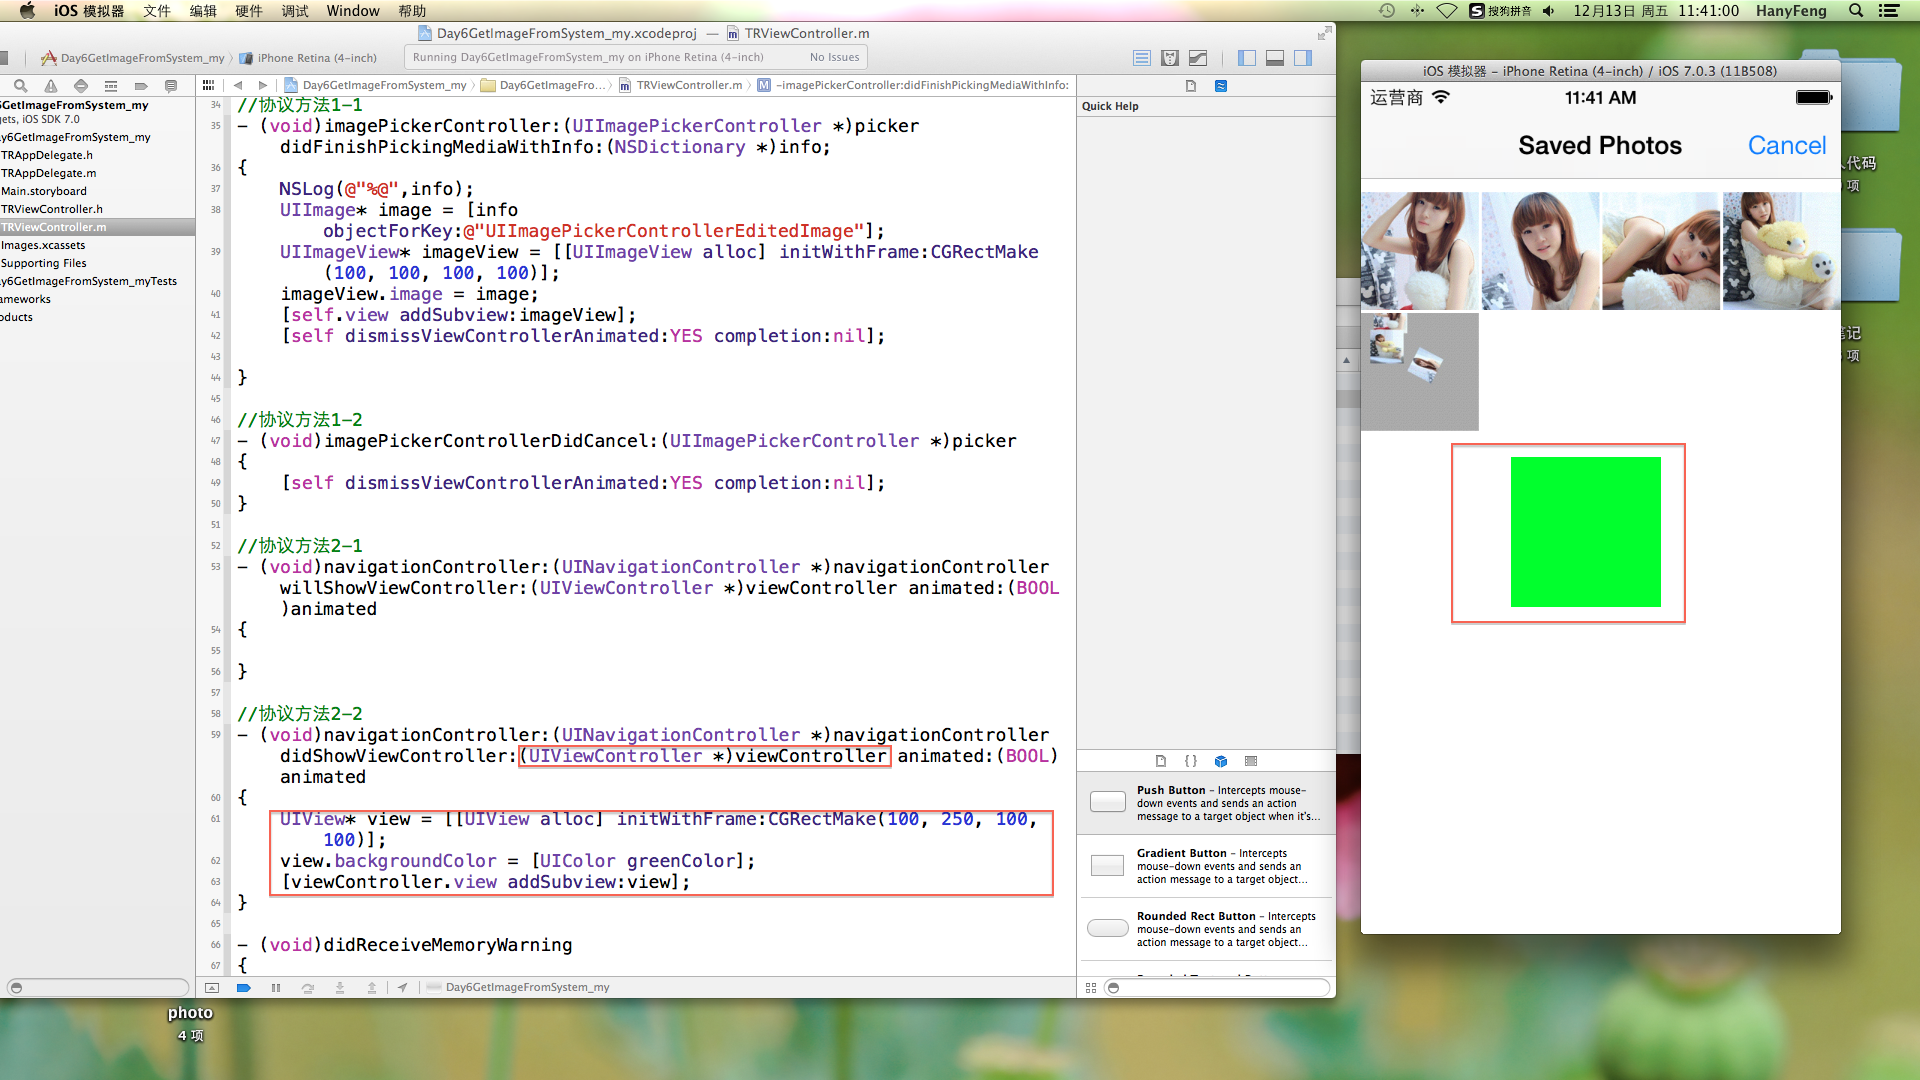 iOS 模拟器 文件 编辑 硬件 调试 Window 帮助
搜狗拼音 12月13日 周五 11:41:00 HanyFeng
Day6GetImageFromSystem_my.xcodeproj — TRViewController.m
Day6GetImageFromSystem_my iPhone Retina (4-inch)
Running Day6GetImageFromSystem_my on iPhone Retina (4-inch) No Issues
Day6GetImageFromSystem_my Day6GetImageFro... TRViewController.m M -imagePickerController:didFinishPickingMediaWithInfo:
GetImageFromSystem_my
gets, iOS SDK 7.0
ay6GetImageFromSystem_my
TRAppDelegate.h
TRAppDelegate.m
Main.storyboard
TRViewController.h
TRViewController.m
Images.xcassets
Supporting Files
ay6GetImageFromSystem_myTests
ameworks
oducts
34 //协议方法1-1
35 - (void)imagePickerController:(UIImagePickerController *)picker
didFinishPickingMediaWithInfo:(NSDictionary *)info;
36 {
37 NSLog(@"%@",info);
38 UIImage* image = [info
objectForKey:@"UIImagePickerControllerEditedImage"];
39 UIImageView* imageView = [[UIImageView alloc] initWithFrame:CGRectMake
(100, 100, 100, 100)];
40 imageView.image = image;
41 [self.view addSubview:imageView];
42 [self dismissViewControllerAnimated:YES completion:nil];
43
44 }
45
46 //协议方法1-2
47 - (void)imagePickerControllerDidCancel:(UIImagePickerController *)picker
48 {
49 [self dismissViewControllerAnimated:YES completion:nil];
50 }
51
52 //协议方法2-1
53 - (void)navigationController:(UINavigationController *)navigationController
willShowViewController:(UIViewController *)viewController animated:(BOOL
)animated
54 {
55
56 }
57
58 //协议方法2-2
59 - (void)navigationController:(UINavigationController *)navigationController
didShowViewController:(UIViewController *)viewController animated:(BOOL)
animated
60 {
61 UIView* view = [[UIView alloc] initWithFrame:CGRectMake(100, 250, 100,
100)];
62 view.backgroundColor = [UIColor greenColor];
63 [viewController.view addSubview:view];
64 }
65
66 - (void)didReceiveMemoryWarning
67 {
Day6GetImageFromSystem_my
Quick Help
{ }
Push Button - Intercepts mouse-
down events and sends an action
message to a target object when it's...
Gradient Button - Intercepts
mouse-down events and sends an
action message to a target object...
Rounded Rect Button - Intercepts
mouse-down events and sends an
action message to a target object...
iOS 模拟器 - iPhone Retina (4-inch) / iOS 7.0.3 (11B508)
运营商 11:41 AM
Saved Photos Cancel
代码
项
笔记
项
photo
4 项